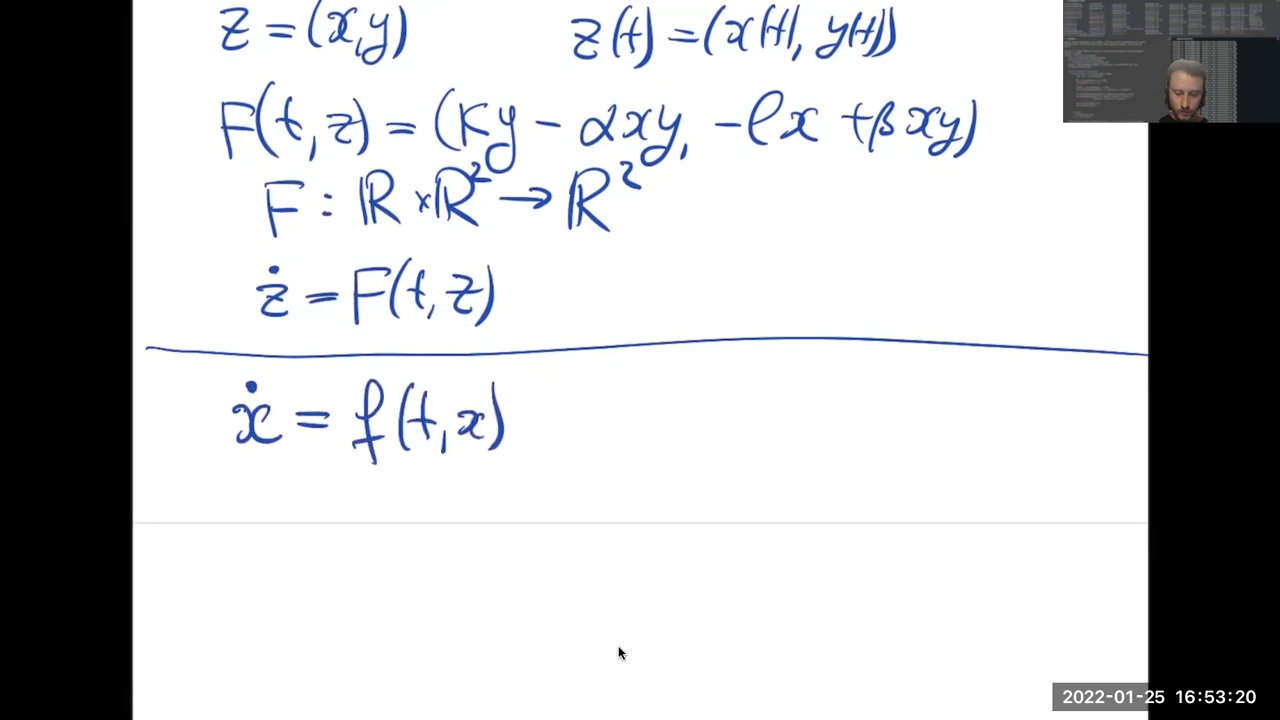 z = (x,y)   z(t) = (x(t), y(t))
F(t,z) = (Ky - αxy, -ℓx + βxy)
F : ℝ × ℝ² → ℝ²
ż = F(t,z)
ẋ = f(t,x)
2022-01-25 16:53:20